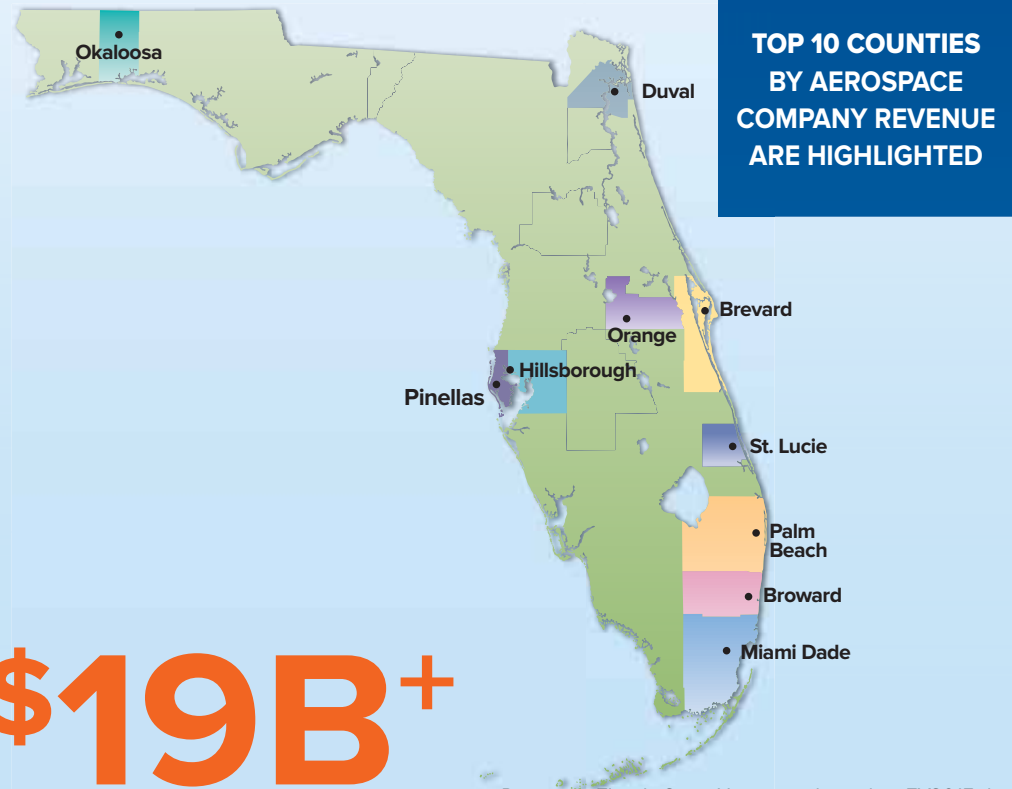 TOP 10 COUNTIES
BY AEROSPACE
COMPANY REVENUE
ARE HIGHLIGHTED
Okaloosa
Duval
Brevard
Orange
Hillsborough
Pinellas
St. Lucie
Palm
Beach
Broward
Miami Dade
$19B+